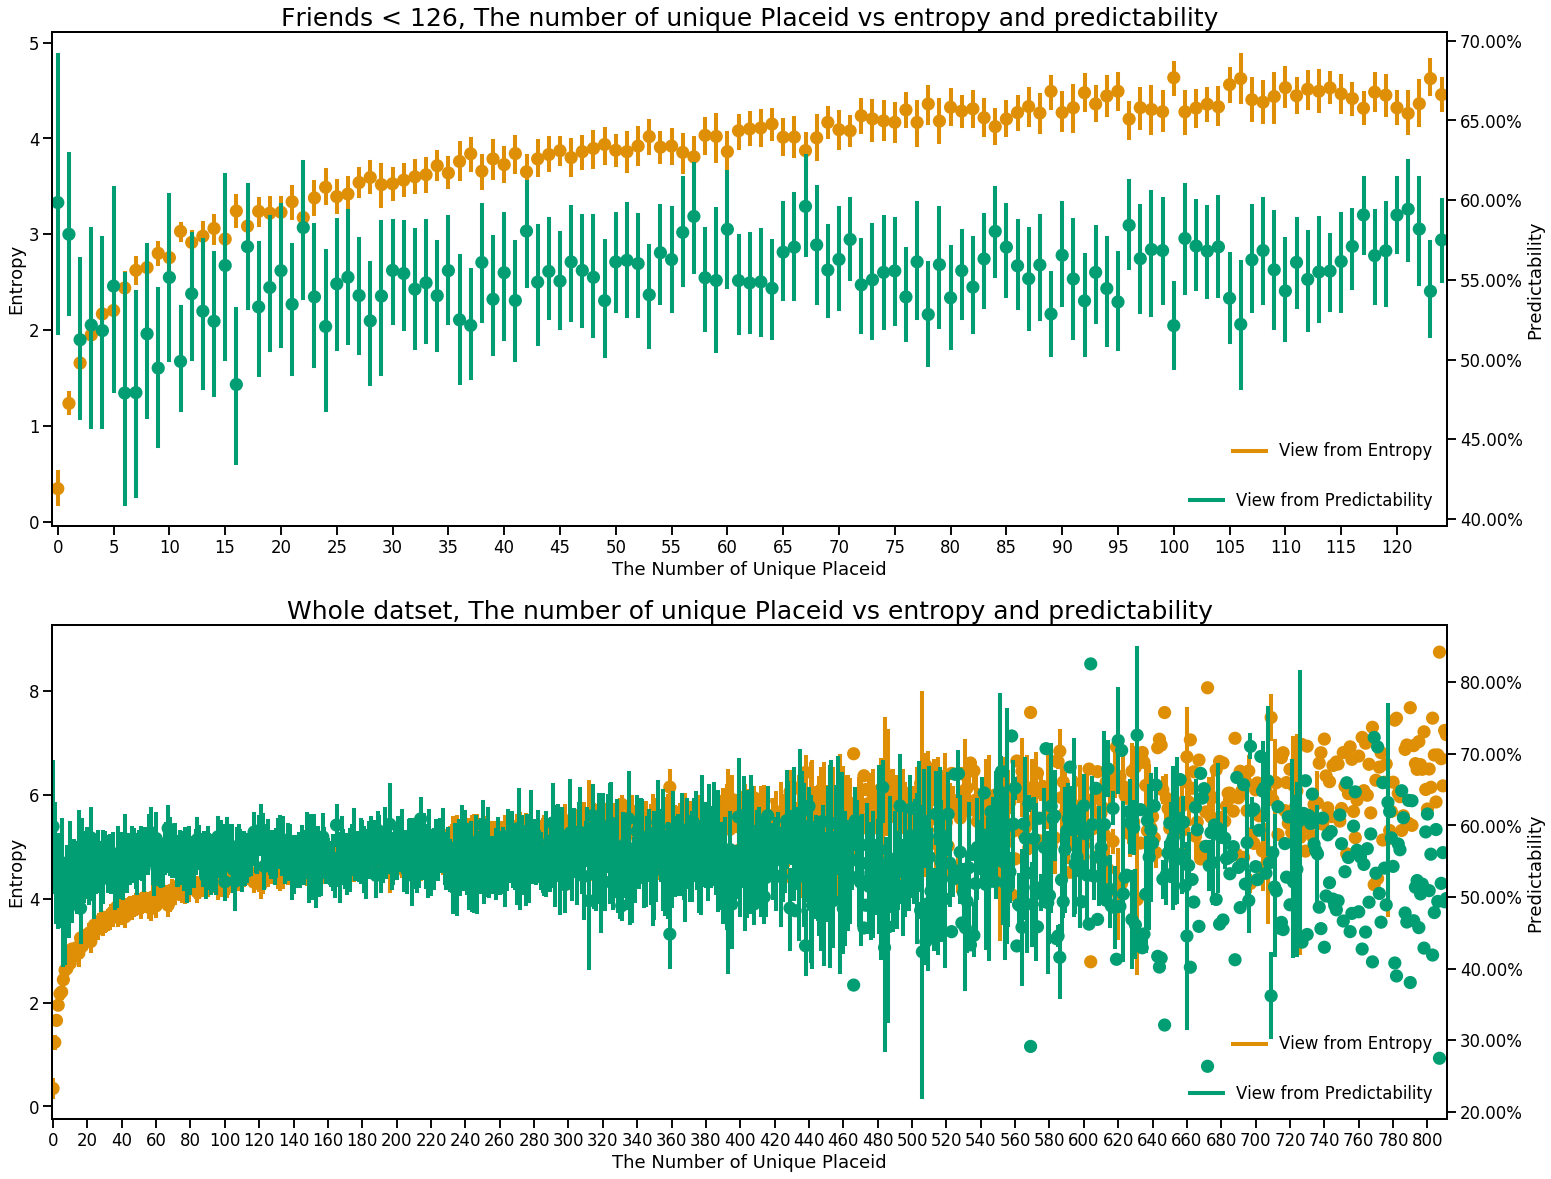 Friends < 126, The number of unique Placeid vs entropy and predictability
5 4 3 2 1 0
Entropy
70.00% 65.00% 60.00% 55.00% 50.00% 45.00% 40.00%
Predictability
View from Entropy
View from Predictability
0 5 10 15 20 25 30 35 40 45 50 55 60 65 70 75 80 85 90 95 100 105 110 115 120
The Number of Unique Placeid
Whole datset, The number of unique Placeid vs entropy and predictability
8 6 4 2 0
Entropy
80.00% 70.00% 60.00% 50.00% 40.00% 30.00% 20.00%
Predictability
View from Entropy
View from Predictability
0 20 40 60 80 100 120 140 160 180 200 220 240 260 280 300 320 340 360 380 400 420 440 460 480 500 520 540 560 580 600 620 640 660 680 700 720 740 760 780 800
The Number of Unique Placeid